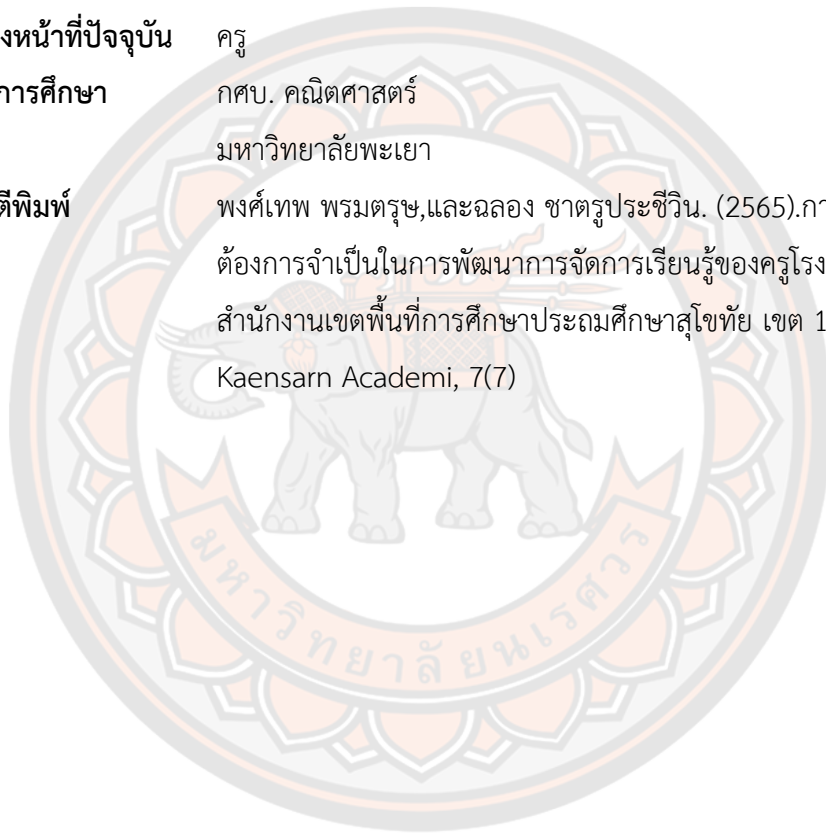 งหน้าที่ปัจจุบัน ครู
การศึกษา กศบ. คณิตศาสตร์
มหาวิทยาลัยพะเยา
ตีพิมพ์ พงศ์เทพ พรมตรุษ,และฉลอง ชาตรูประชีวิน. (2565).กา
ต้องการจำเป็นในการพัฒนาการจัดการเรียนรู้ของครูโรง
สำนักงานเขตพื้นที่การศึกษาประถมศึกษาสุโขทัย เขต 1
Kaensarn Academi, 7(7)
มหาวิทยาลัยนเรศวร